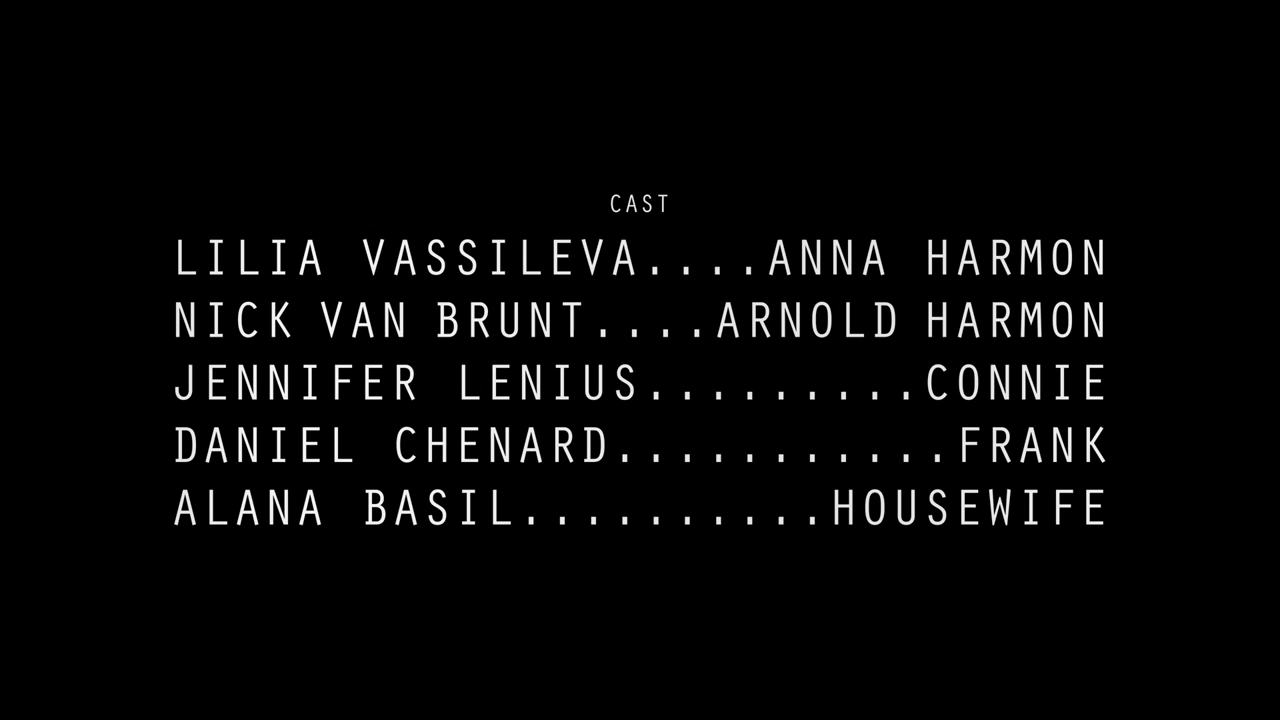 CAST
LILIA VASSILEVA....ANNA HARMON
NICK VAN BRUNT....ARNOLD HARMON
JENNIFER LENIUS.........CONNIE
DANIEL CHENARD...........FRANK
ALANA BASIL..........HOUSEWIFE